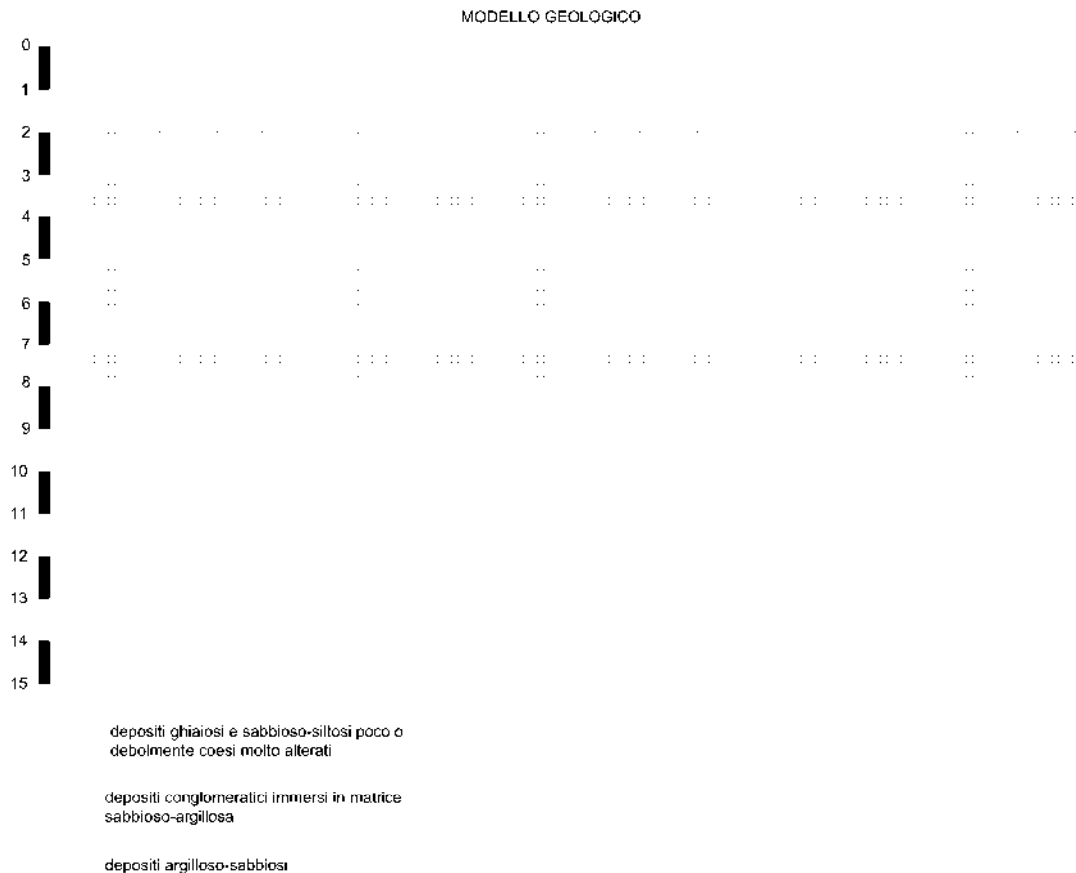 MODELLO GEOLOGICO
0
1
2
3
4
5
6
7
8
9
10
11
12
13
14
15
depositi ghiaiosi e sabbioso-siltosi poco o
debolmente coesi molto alterati
depositi conglomeratici immersi in matrice
sabbioso-argillosa
depositi argilloso-sabbiosi